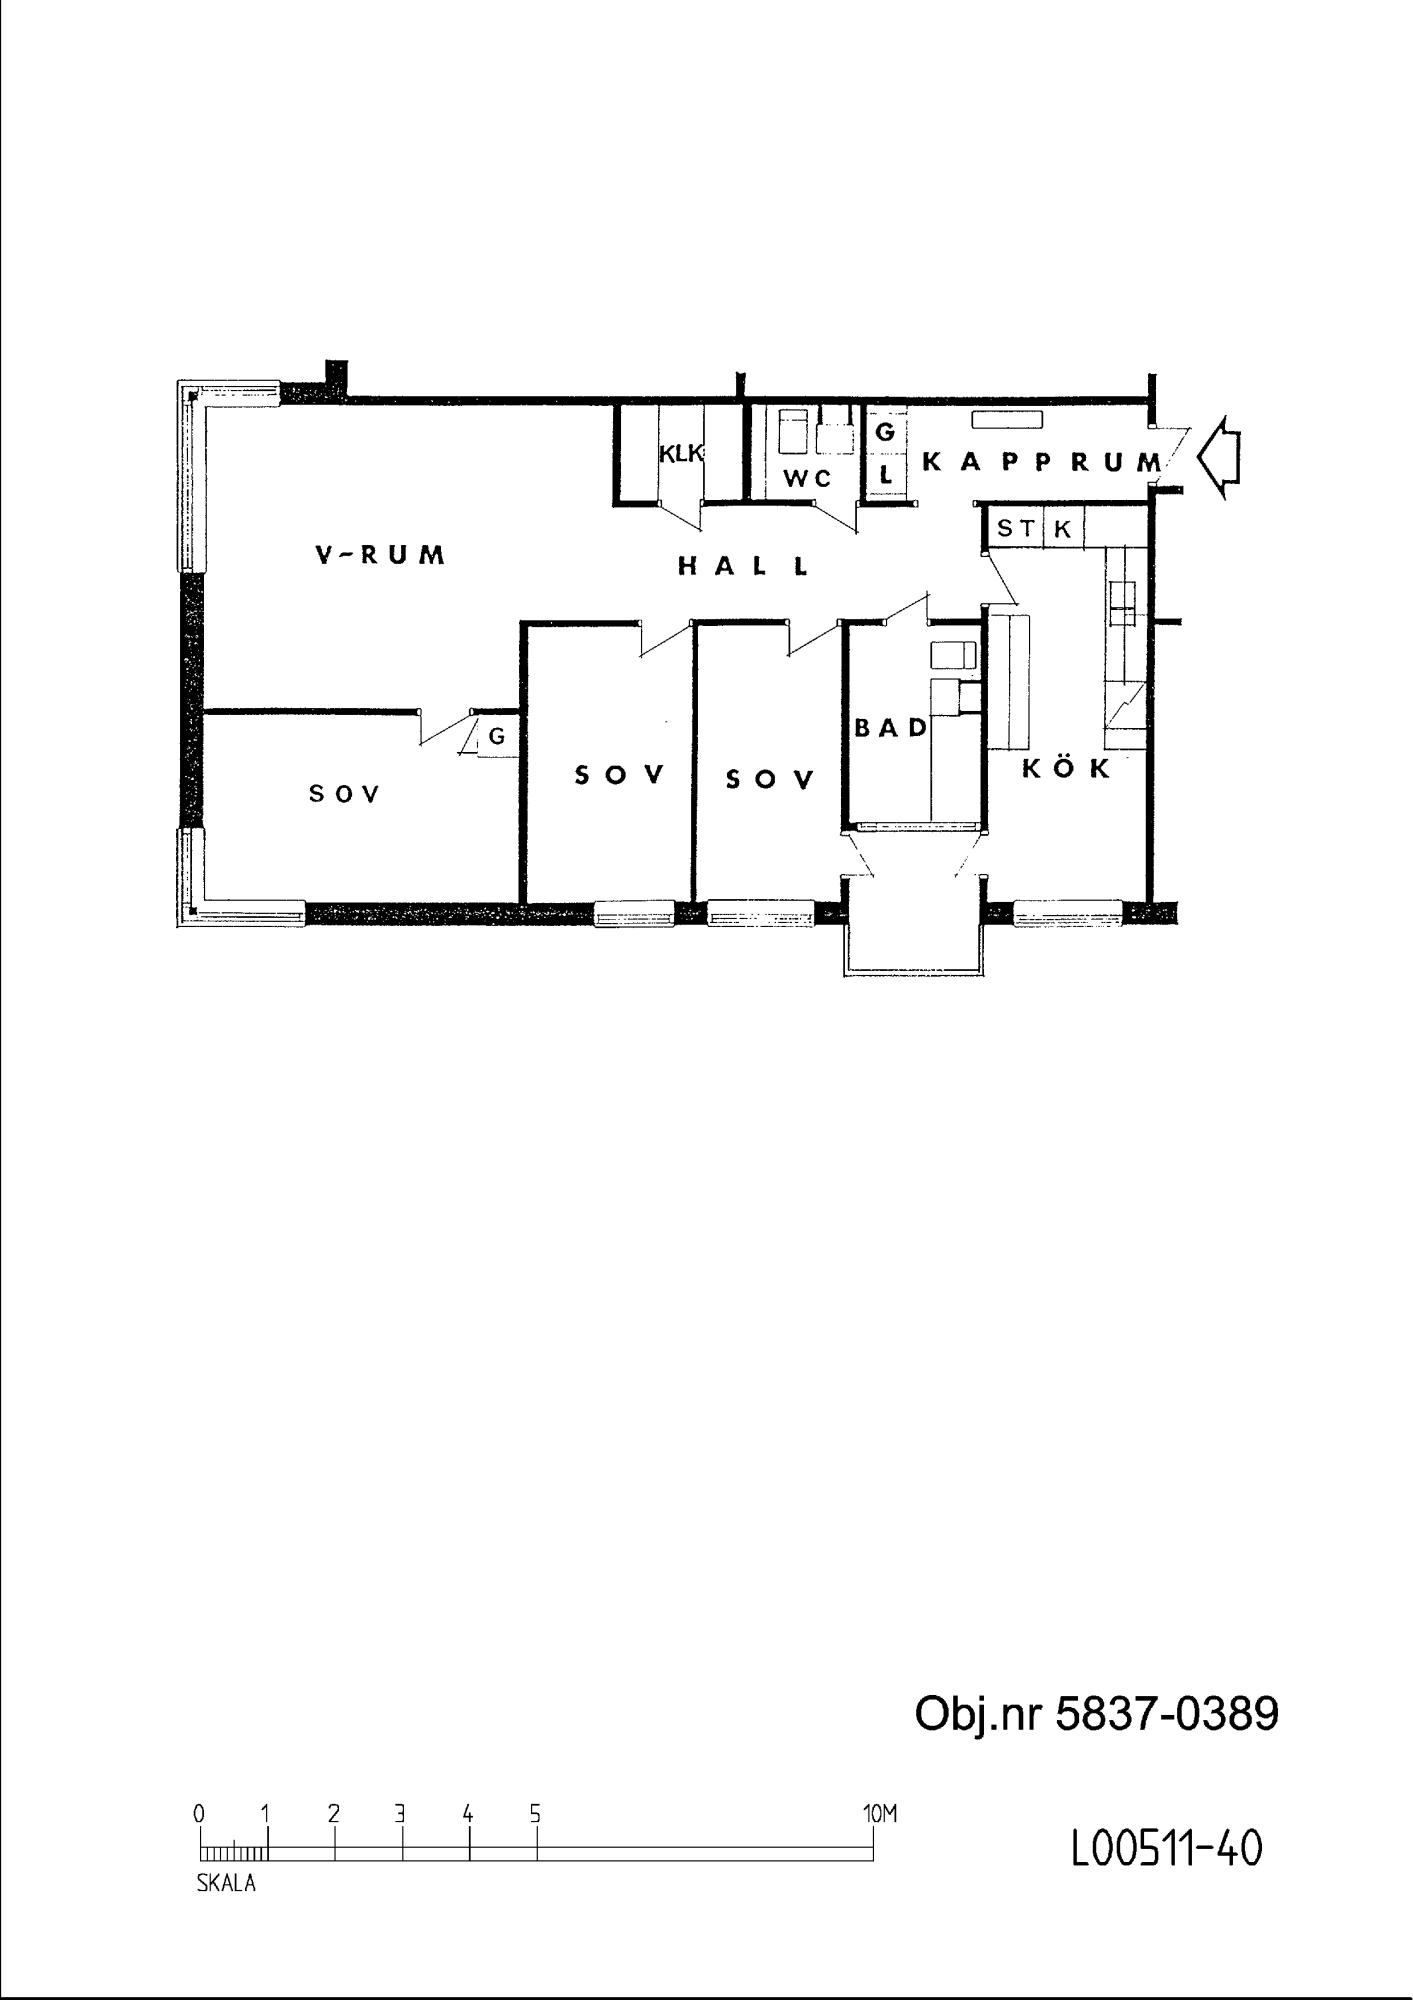 G
L
KAPPRUM
KLK
WC
ST
K
V-RUM
HALL
G
BAD
SOV
SOV
SOV
KÖK
Obj.nr 5837-0389
0 1 2 3 4 5 10M
SKALA
L00511-40